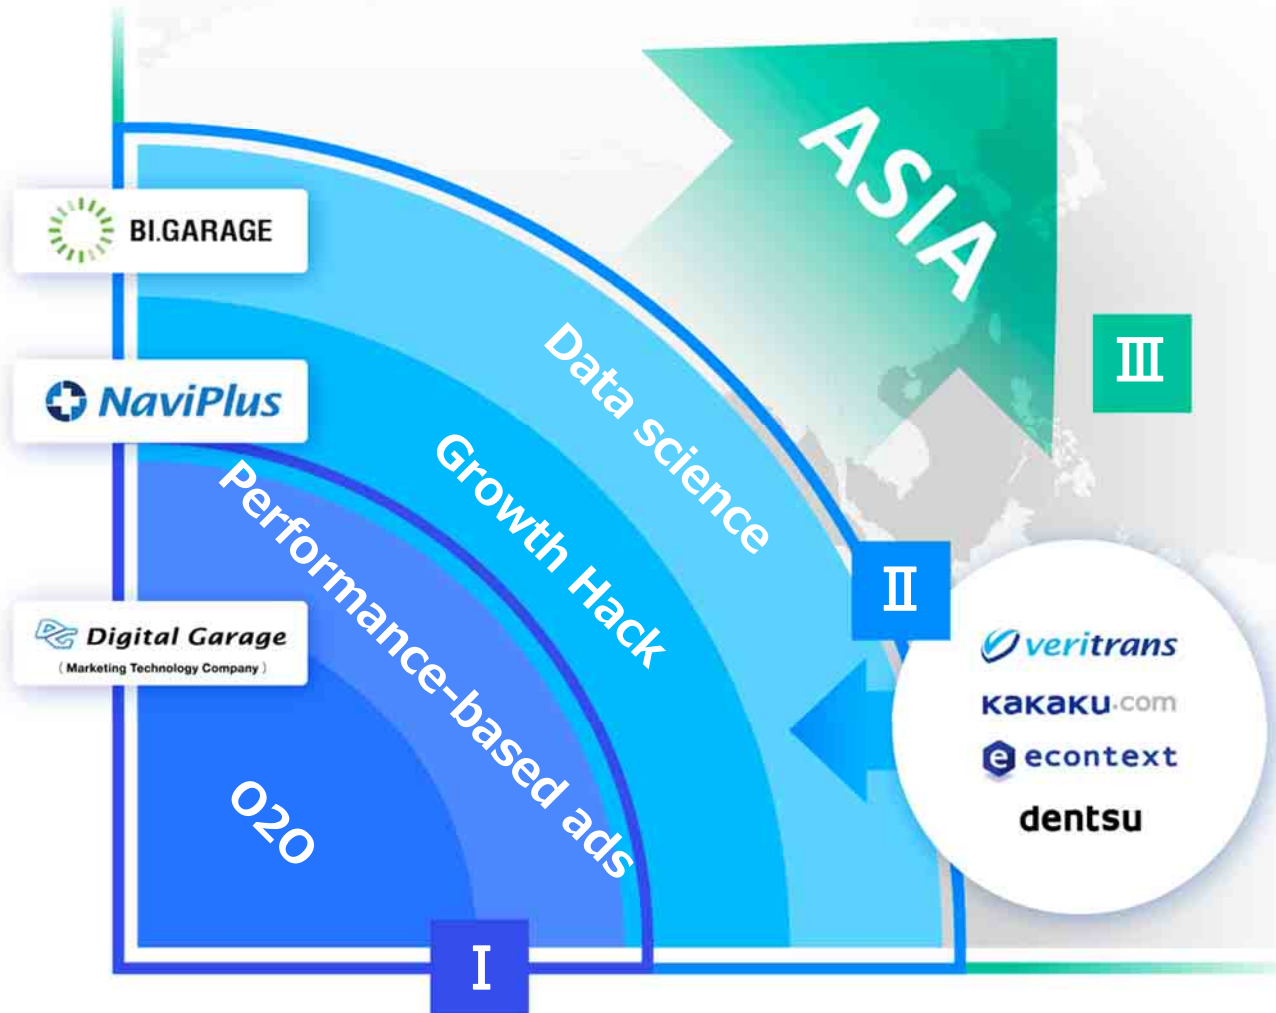 ASIA
BI.GARAGE
Data science
III
NaviPlus
Growth Hack
Performance-based ads
II
Digital Garage
( Marketing Technology Company )
veritrans
kakaku.com
econtext
dentsu
O2O
I